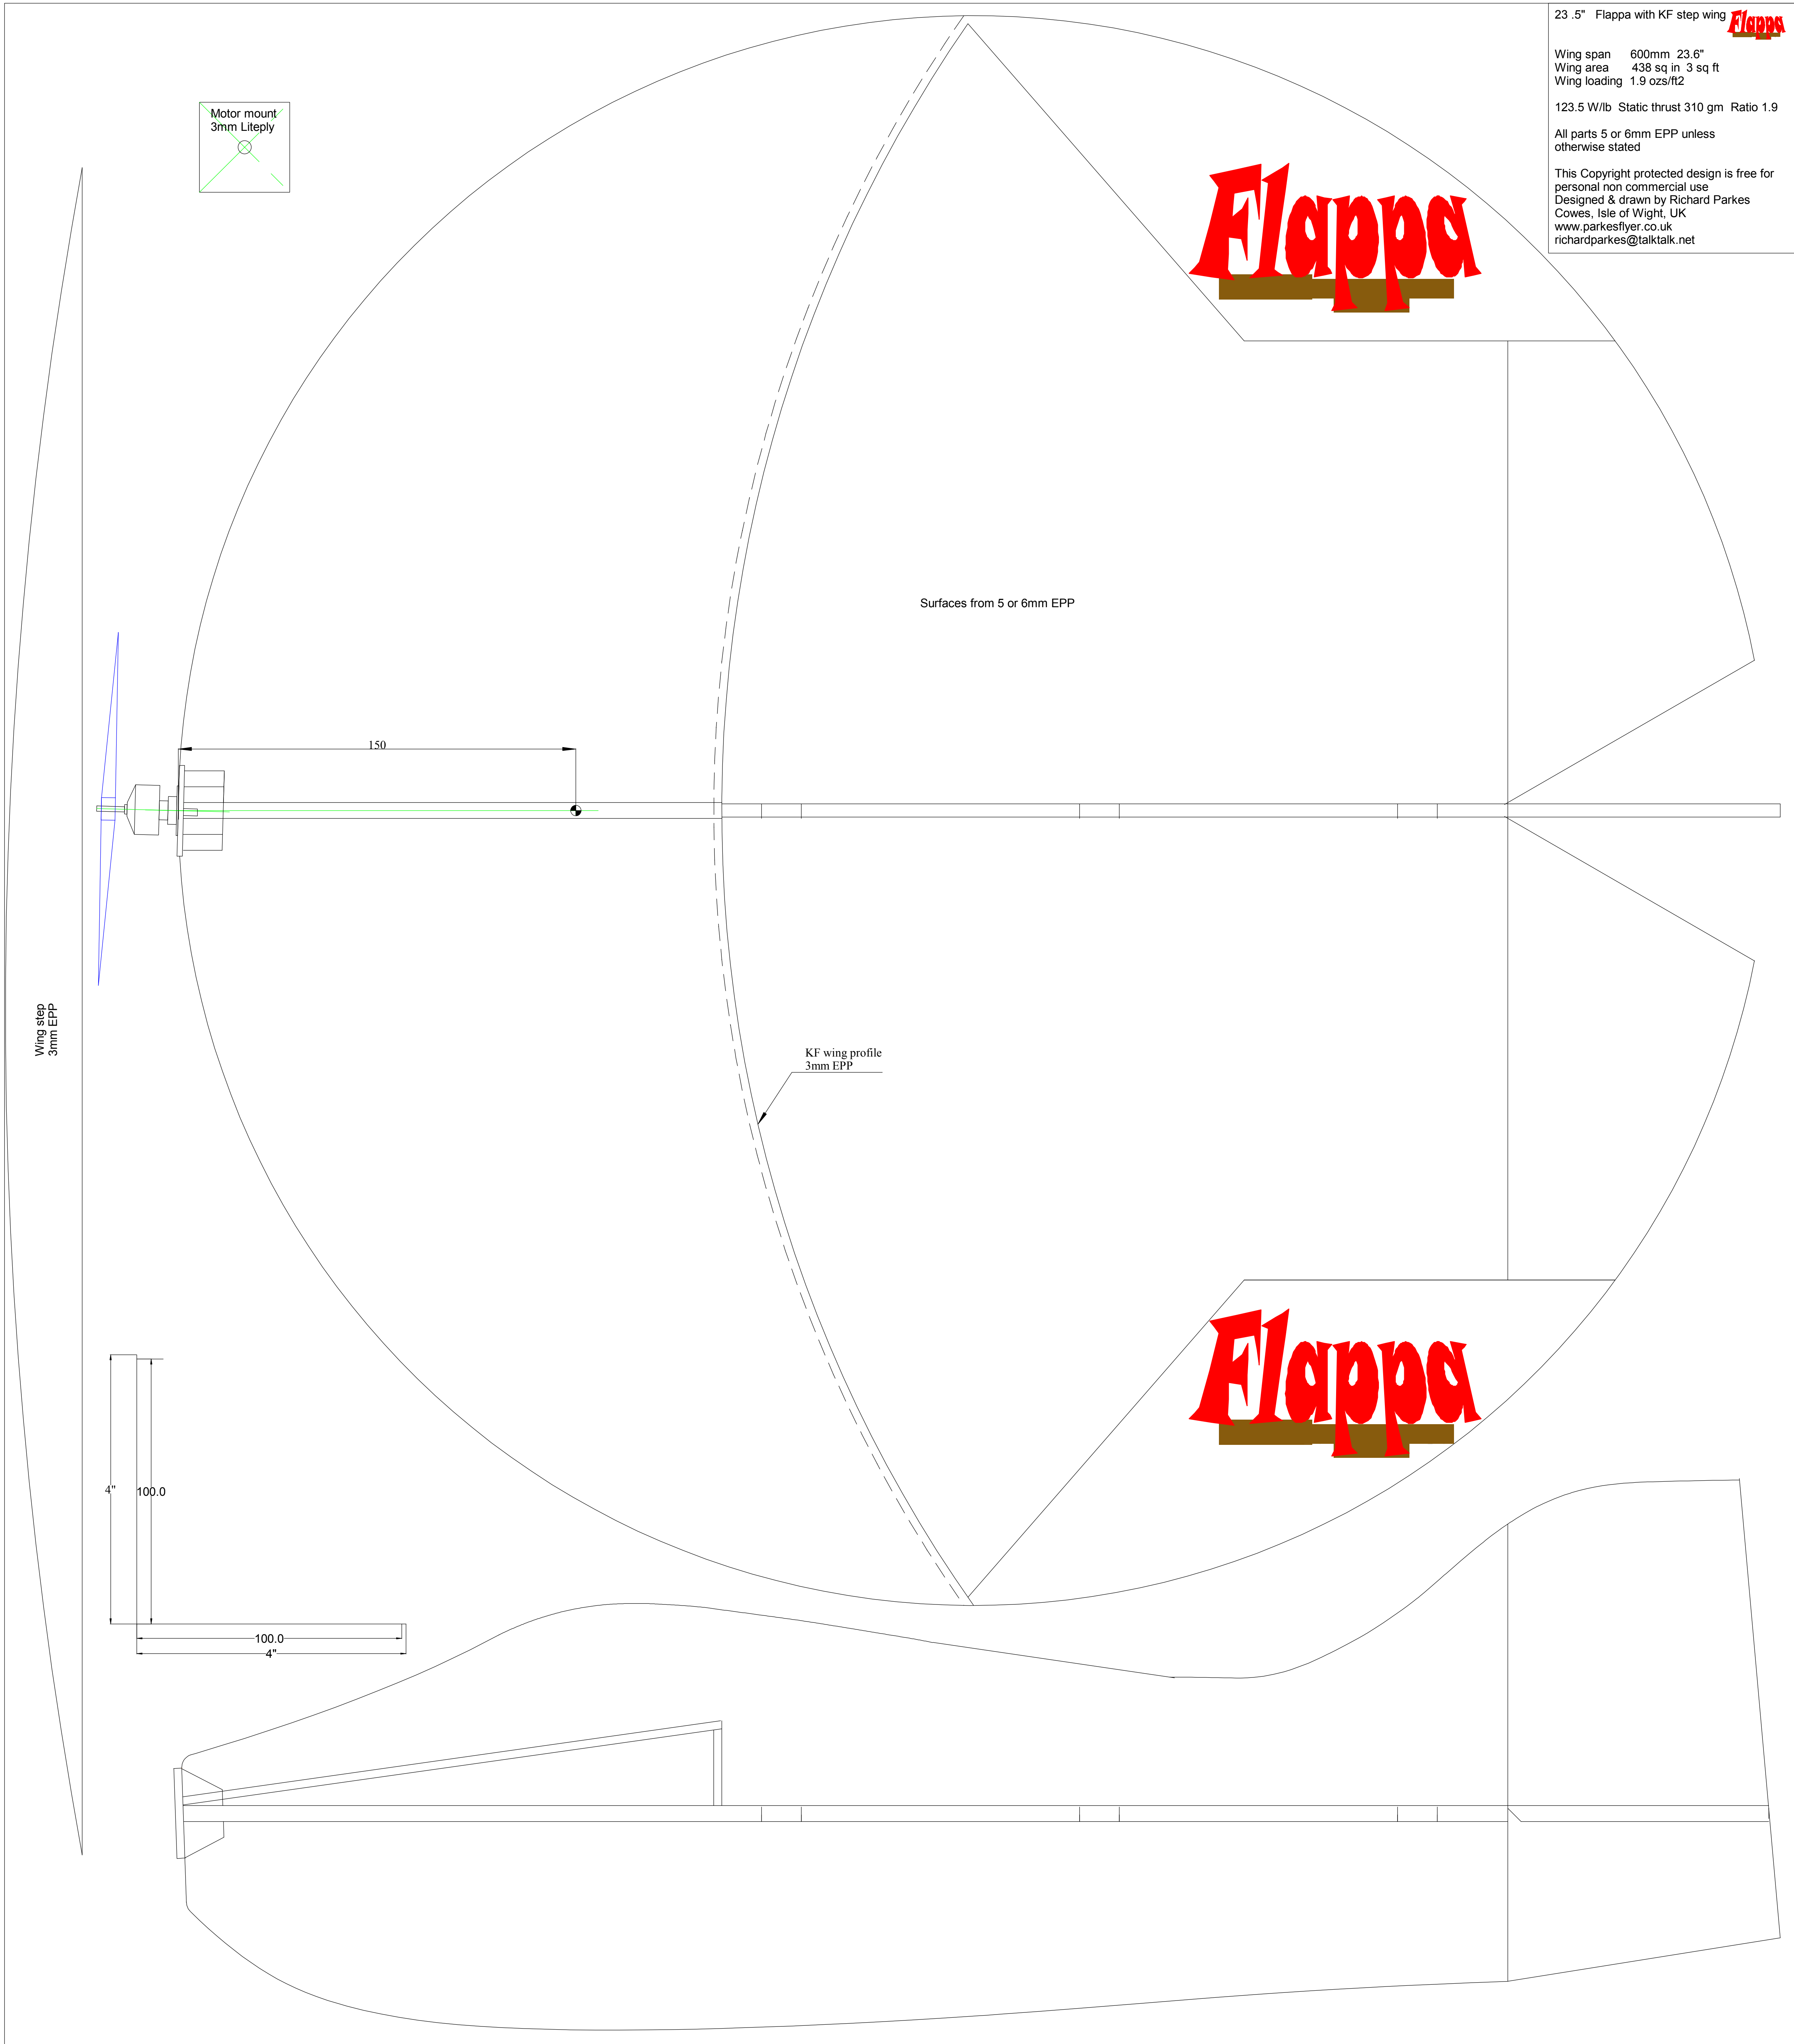 23 .5" Flappa with KF step wing Flappa
Wing span 600mm 23.6"
Wing area 438 sq in 3 sq ft
Wing loading 1.9 ozs/ft2
123.5 W/lb Static thrust 310 gm Ratio 1.9
All parts 5 or 6mm EPP unless
otherwise stated
This Copyright protected design is free for
personal non commercial use
Designed & drawn by Richard Parkes
Cowes, Isle of Wight, UK
www.parkesflyer.co.uk
richardparkes@talktalk.net
Motor mount
3mm Liteply
Flappa
Surfaces from 5 or 6mm EPP
150
Wing step
3mm EPP
KF wing profile
3mm EPP
Flappa
4"
100.0
100.0
4"